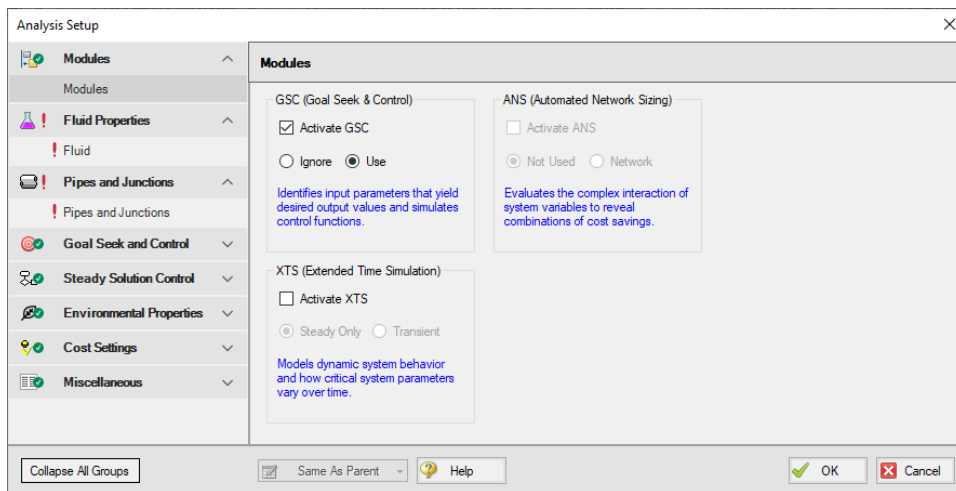 Analysis Setup
Modules
Modules
Fluid Properties
Fluid
Pipes and Junctions
Pipes and Junctions
Goal Seek and Control
Steady Solution Control
Environmental Properties
Cost Settings
Miscellaneous
Modules
GSC (Goal Seek & Control)
Activate GSC
Ignore Use
Identifies input parameters that yield
desired output values and simulates
control functions.
ANS (Automated Network Sizing)
Activate ANS
Not Used Network
Evaluates the complex interaction of
system variables to reveal
combinations of cost savings.
XTS (Extended Time Simulation)
Activate XTS
Steady Only Transient
Models dynamic system behavior
and how critical system parameters
vary over time.
Collapse All Groups
Same As Parent
Help
OK
Cancel